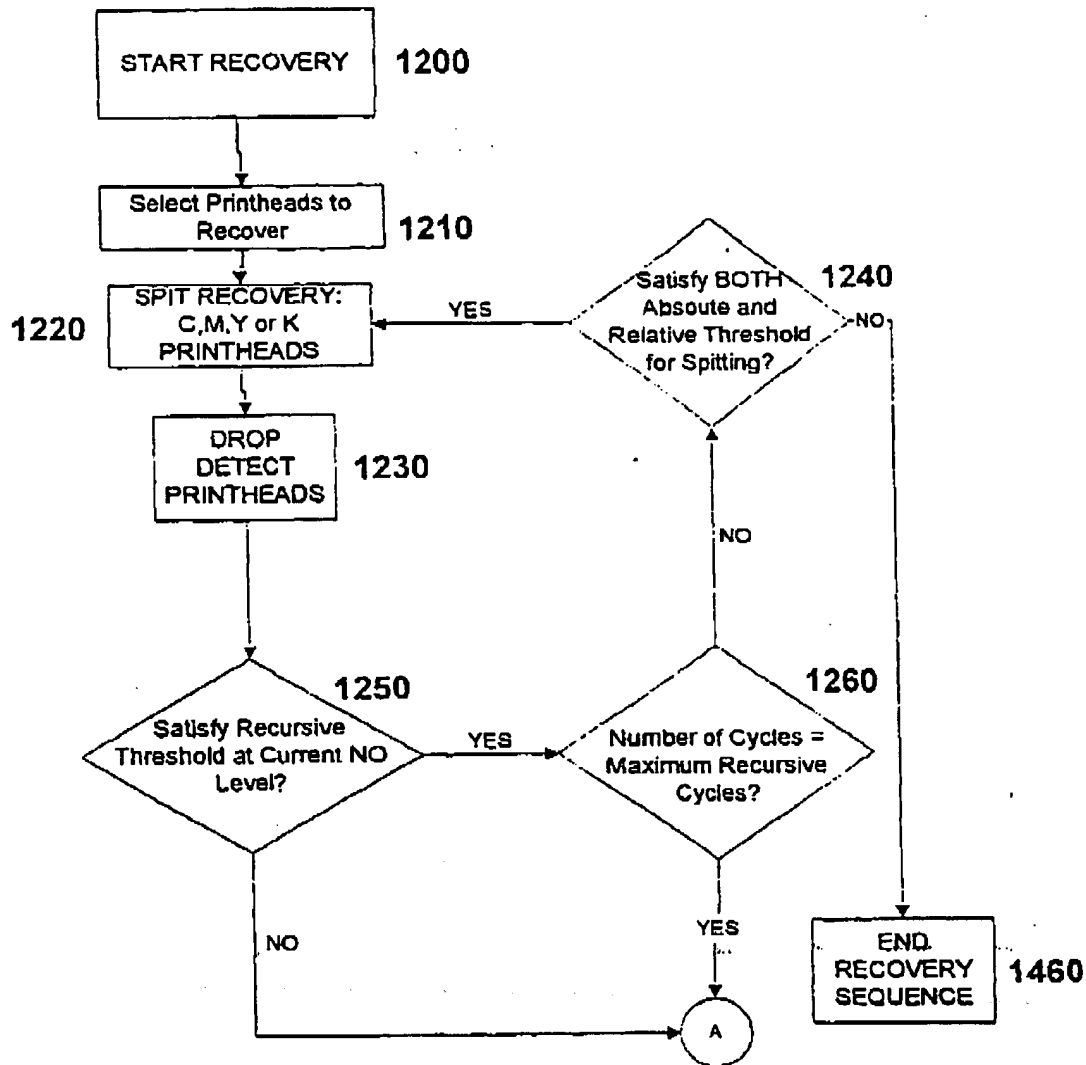 START RECOVERY
1200
Select Printheads to
Recover
1210
SPIT RECOVERY:
C,M,Y or K
PRINTHEADS
1220
YES
Satisfy BOTH
Absoute and
Relative Threshold
for Spitting?
1240
NO
DROP
DETECT
PRINTHEADS
1230
NO
Satisfy Recursive
Threshold at Current NO
Level?
1250
YES
Number of Cycles =
Maximum Recursive
Cycles?
1260
NO
YES
END
RECOVERY
SEQUENCE
1460
A